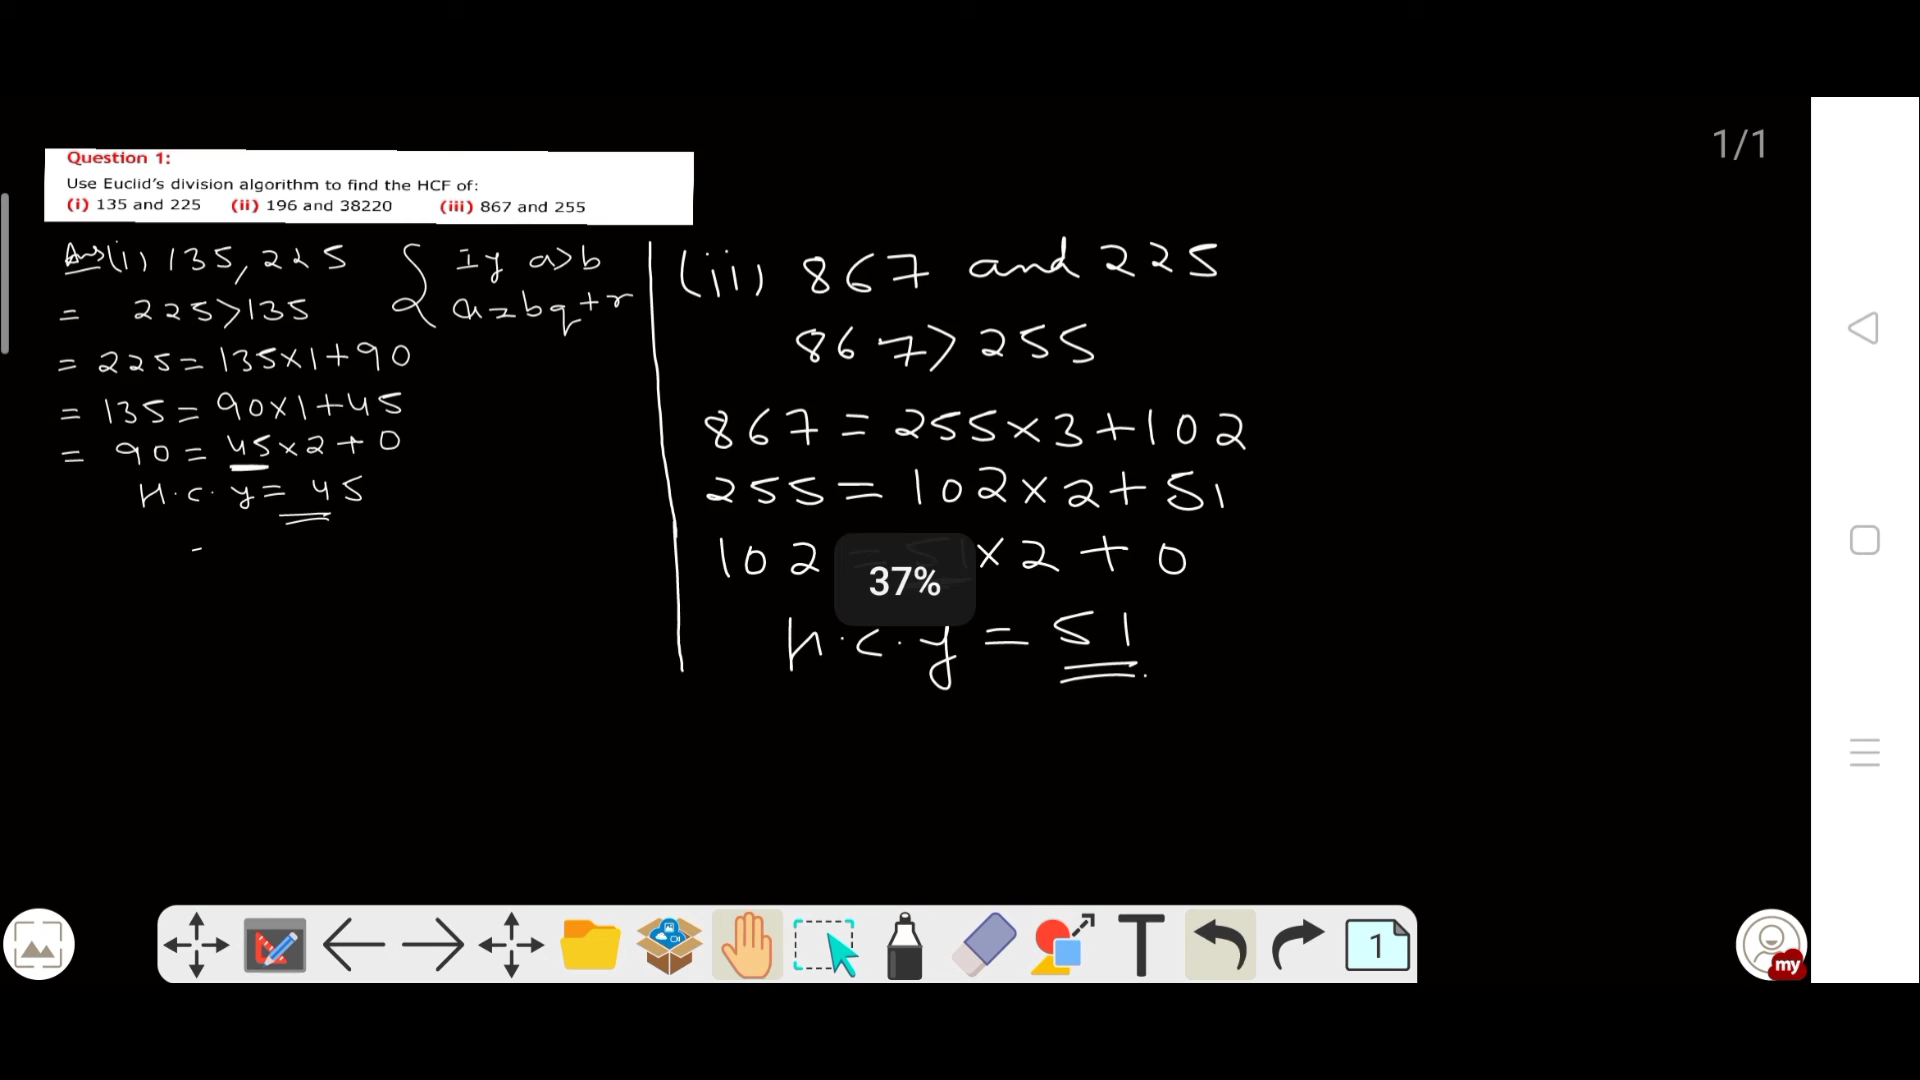 1/1
Question 1:
Use Euclid's division algorithm to find the HCF of:
(i) 135 and 225 (ii) 196 and 38220 (iii) 867 and 255
Ans (i) 135, 225
= 225>135
= 225 = 135×1+90
= 135 = 90×1+45
= 90 = 45×2+0
H.c.f = 45
If a>b
a=bq+r
(ii) 867 and 225
867 > 255
867 = 255×3+102
255 = 102×2+51
102 = 51×2+0
H.c.f = 51
37%
T
1
my